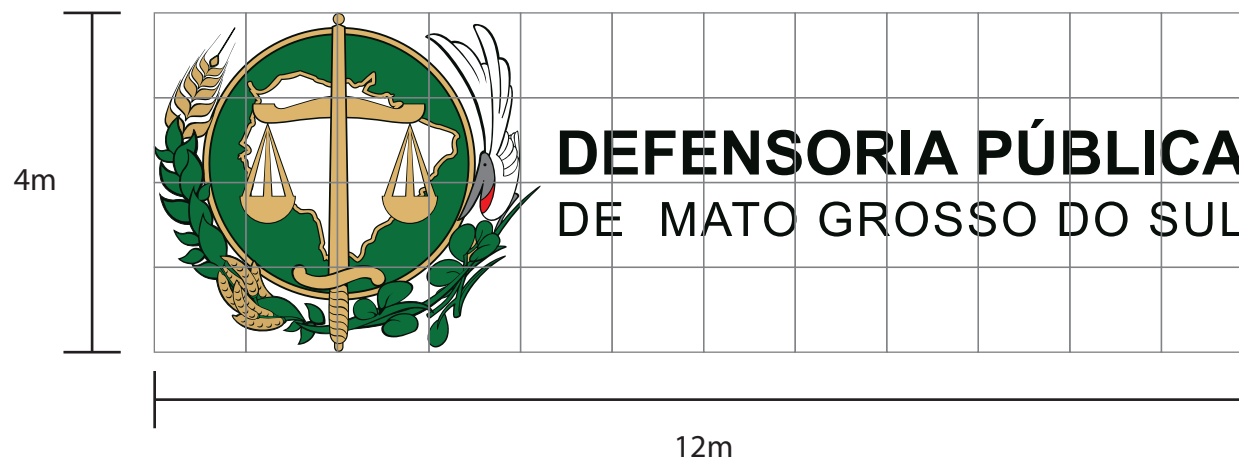 4m
DEFENSORIA PÚBLICA
DE MATO GROSSO DO SUL
12m